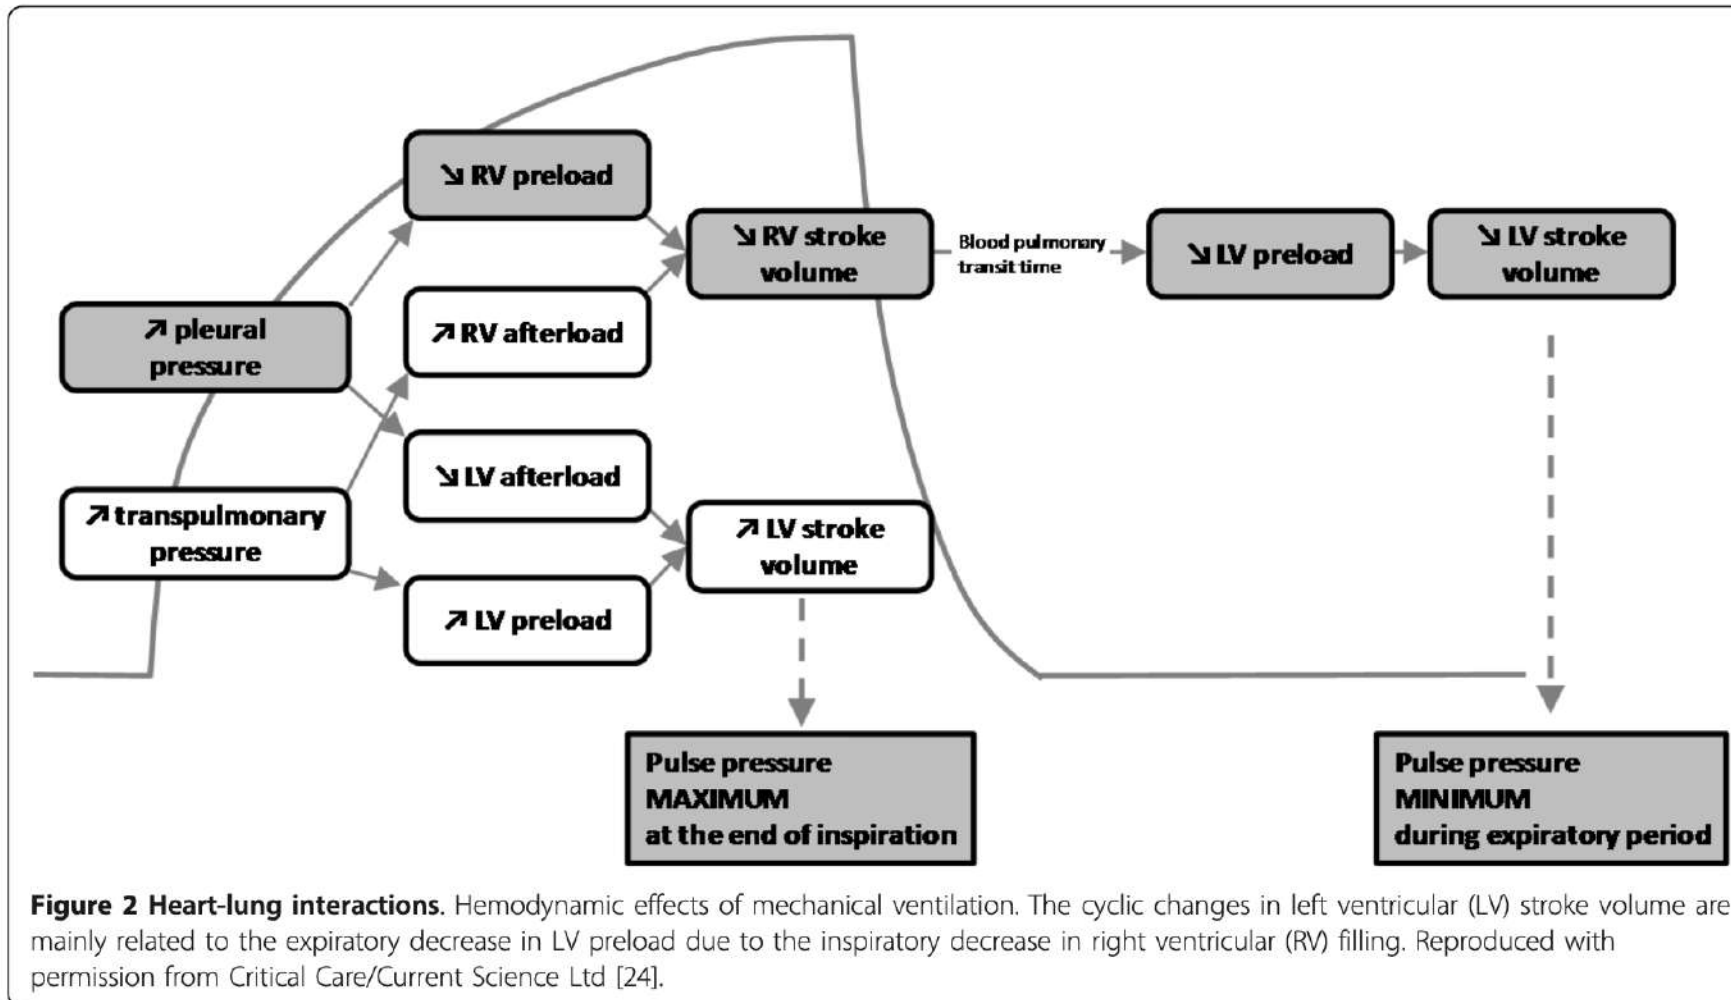 ↘ RV preload
↘ RV stroke
volume
Blood pulmonary
transit time
↘ LV preload
↘ LV stroke
volume
↗ pleural
pressure
↗ RV afterload
↘ LV afterload
↗ transpulmonary
pressure
↗ LV stroke
volume
↗ LV preload
Pulse pressure
MAXIMUM
at the end of inspiration
Pulse pressure
MINIMUM
during expiratory period
Figure 2 Heart-lung interactions. Hemodynamic effects of mechanical ventilation. The cyclic changes in left ventricular (LV) stroke volume are
mainly related to the expiratory decrease in LV preload due to the inspiratory decrease in right ventricular (RV) filling. Reproduced with
permission from Critical Care/Current Science Ltd [24].